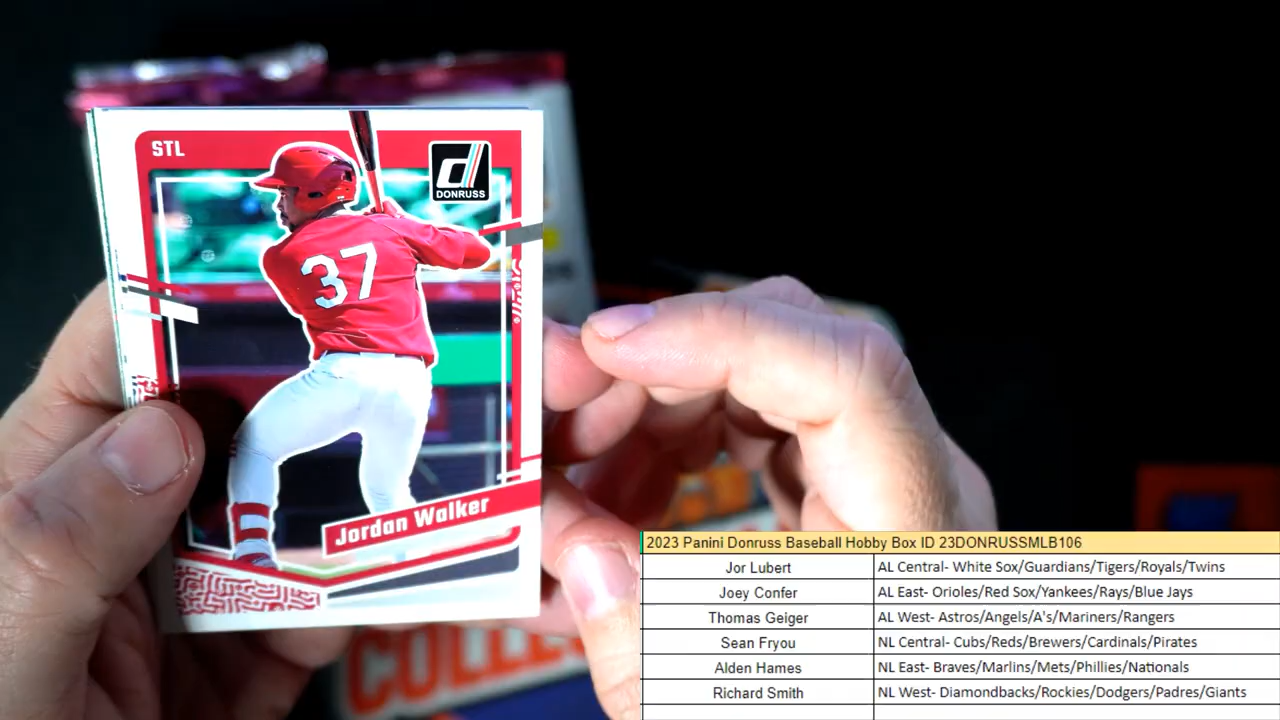 STL
DONRUSS
37
Jordan Walker
2023 Panini Donruss Baseball Hobby Box ID 23DONRUSSMLB106
Jor Lubert AL Central- White Sox/Guardians/Tigers/Royals/Twins
Joey Confer AL East- Orioles/Red Sox/Yankees/Rays/Blue Jays
Thomas Geiger AL West- Astros/Angels/A's/Mariners/Rangers
Sean Fryou NL Central- Cubs/Reds/Brewers/Cardinals/Pirates
Alden Hames NL East- Braves/Marlins/Mets/Phillies/Nationals
Richard Smith NL West- Diamondbacks/Rockies/Dodgers/Padres/Giants